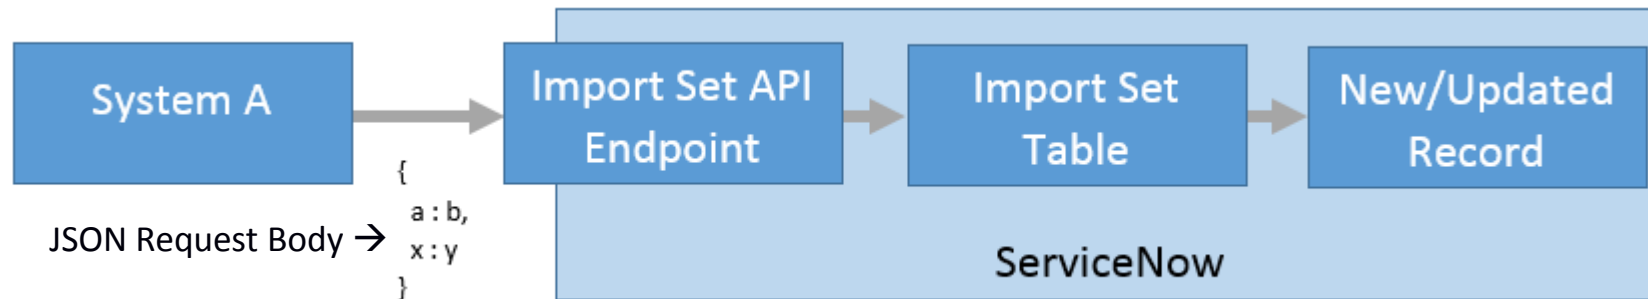 System A
Import Set API
Endpoint
Import Set
Table
New/Updated
Record
JSON Request Body →
{
a : b,
x : y
}
ServiceNow